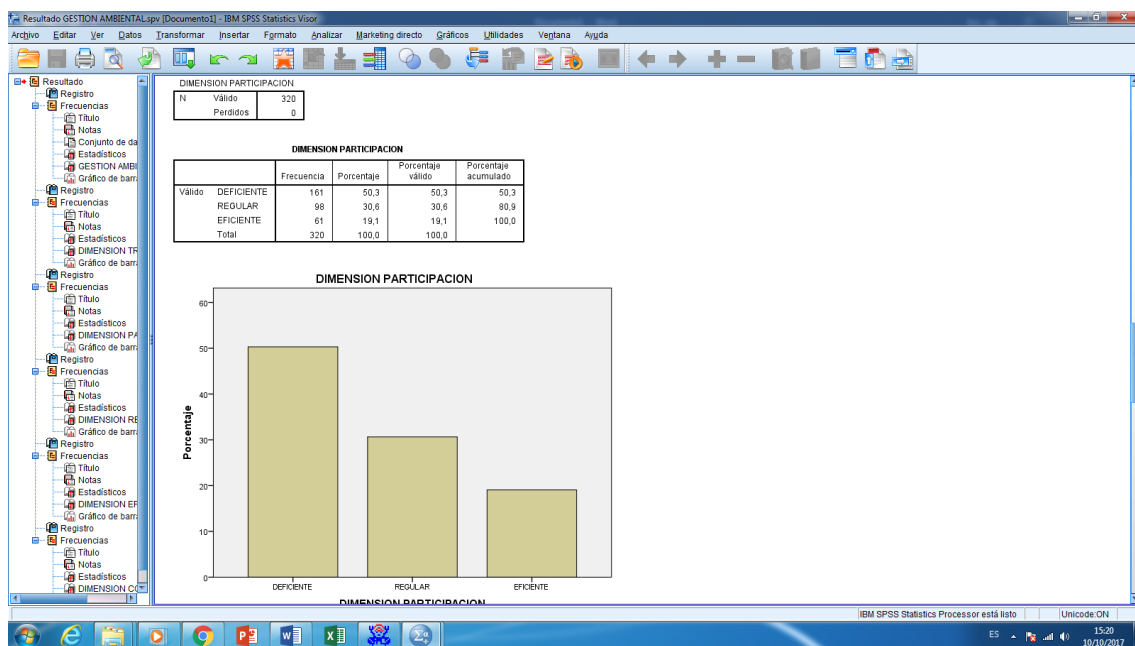 Resultado GESTION AMBIENTAL.spv [Documento1] - IBM SPSS Statistics Visor
Archivo Editar Ver Datos Transformar Insertar Formato Analizar Marketing directo Gráficos Utilidades Ventana Ayuda
Resultado
Registro
Frecuencias
Título
Notas
Conjunto de da
Estadísticos
GESTION AMBI
Gráfico de barra
Registro
Frecuencias
Título
Notas
Estadísticos
DIMENSION TR
Gráfico de barra
Registro
Frecuencias
Título
Notas
Estadísticos
DIMENSION PA
Gráfico de barra
Registro
Frecuencias
Título
Notas
Estadísticos
DIMENSION RE
Gráfico de barra
Registro
Frecuencias
Título
Notas
Estadísticos
DIMENSION EF
Gráfico de barra
Registro
Frecuencias
Título
Notas
Estadísticos
DIMENSION CO
DIMENSION PARTICIPACION
N Válido 320
Perdidos 0
DIMENSION PARTICIPACION
Frecuencia Porcentaje Porcentaje válido Porcentaje acumulado
Válido DEFICIENTE 161 50,3 50,3 50,3
REGULAR 98 30,6 30,6 80,9
EFICIENTE 61 19,1 19,1 100,0
Total 320 100,0 100,0
DIMENSION PARTICIPACION
Porcentaje
60
50
40
30
20
10
0
DEFICIENTE REGULAR EFICIENTE
DIMENSION PARTICIPACION
IBM SPSS Statistics Processor está listo Unicode:ON
ES 15:20
10/10/2017